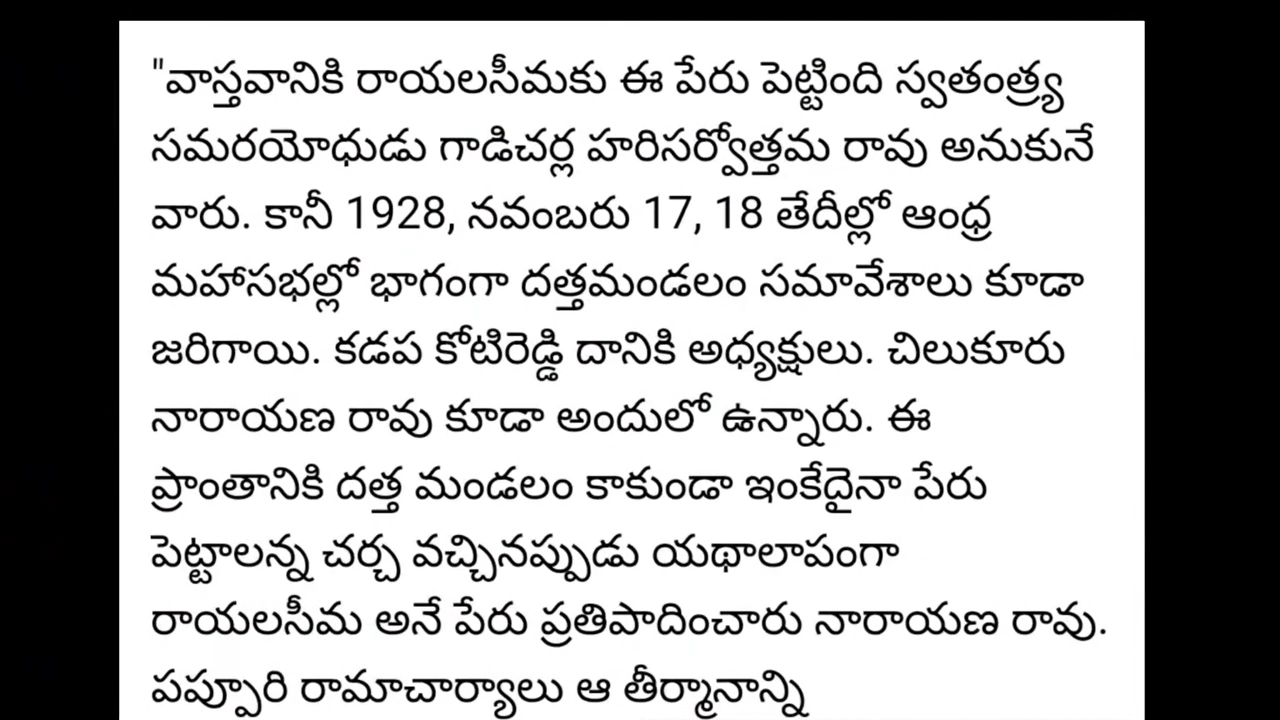 "వాస్తవానికి రాయలసీమకు ఈ పేరు పెట్టింది స్వతంత్ర్య
సమరయోధుడు గాడిచర్ల హరిసర్వోత్తమ రావు అనుకునే
వారు. కానీ 1928, నవంబరు 17, 18 తేదీల్లో ఆంధ్ర
మహాసభల్లో భాగంగా దత్తమండలం సమావేశాలు కూడా
జరిగాయి. కడప కోటిరెడ్డి దానికి అధ్యక్షులు. చిలుకూరు
నారాయణ రావు కూడా అందులో ఉన్నారు. ఈ
ప్రాంతానికి దత్త మండలం కాకుండా ఇంకేదైనా పేరు
పెట్టాలన్న చర్చ వచ్చినప్పుడు యథాలాపంగా
రాయలసీమ అనే పేరు ప్రతిపాదించారు నారాయణ రావు.
పప్పూరి రామాచార్యాలు ఆ తీర్మానాన్ని